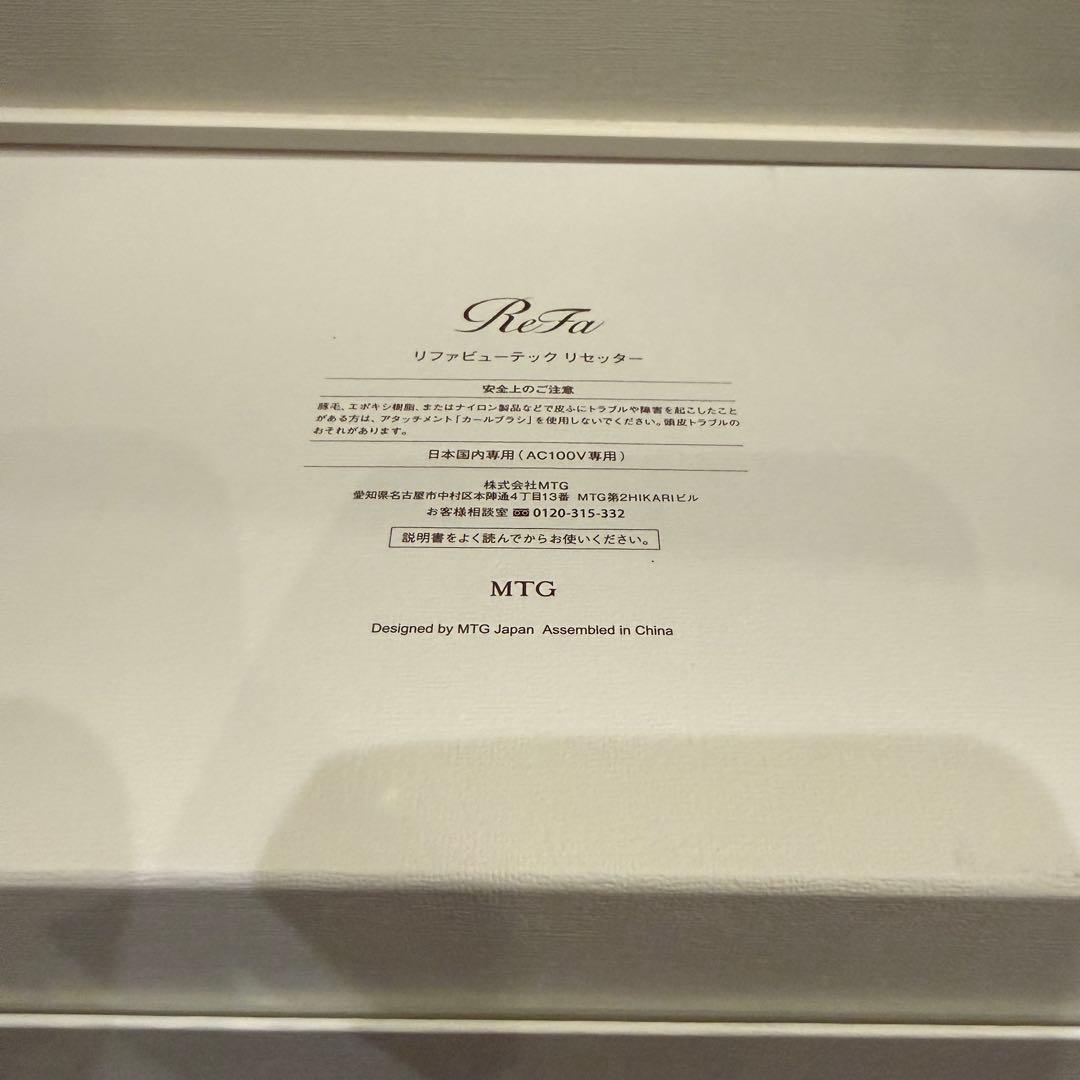 ReFa
リファビューテック リセッター
安全上のご注意
豚毛、エポキシ樹脂、またはナイロン製品などで皮ふにトラブルや障害を起こしたこと
がある方は、アタッチメント「カールブラシ」を使用しないでください。頭皮トラブルの
おそれがあります。
日本国内専用(AC100V専用)
株式会社MTG
愛知県名古屋市中村区本陣通4丁目13番 MTG第2HIKARIビル
お客様相談室 0120-315-332
説明書をよく読んでからお使いください。
MTG
Designed by MTG Japan Assembled in China